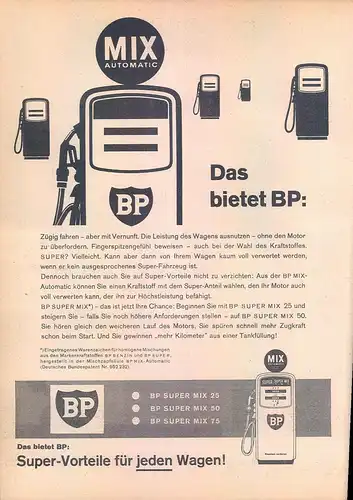 MIX
AUTOMATIC
BP
Das
bietet BP:
Zügig fahren – aber mit Vernunft. Die Leistung des Wagens ausnutzen – ohne den Motor
zu überfordern. Fingerspitzengefühl beweisen – auch bei der Wahl des Kraftstoffes.
SUPER? Vielleicht. Kann aber dann von Ihrem Wagen kaum voll verwertet werden,
wenn er kein ausgesprochenes Super-Fahrzeug ist.
Dennoch brauchen auch Sie auf Super-Vorteile nicht zu verzichten: Aus der BP MIX-
Automatic können Sie einen Kraftstoff mit dem Super-Anteil wählen, den Ihr Motor auch
voll verwerten kann, der ihn zur Höchstleistung befähigt.
BP SUPER MIX*) – das ist jetzt Ihre Chance: Beginnen Sie mit BP SUPER MIX 25 und
steigern Sie – falls Sie noch höhere Anforderungen stellen – auf BP SUPER MIX 50.
Sie hören gleich den weicheren Lauf des Motors, Sie spüren schnell mehr Zugkraft
schon beim Start. Und Sie gewinnen „mehr Kilometer" aus einer Tankfüllung!
*)Eingetragenes Warenzeichen für homogene Mischungen
aus den Markenkraftstoffen BP BENZIN und BP SUPER,
hergestellt in der Mischzapfsäule BP MIX-Automatic
(Deutsches Bundespatent Nr. 892 232).
BP
BP SUPER MIX 25
BP SUPER MIX 50
BP SUPER MIX 75
MIX
AUTOMATIC
SUPER MIX
BP
Das bietet BP:
Super-Vorteile für jeden Wagen!